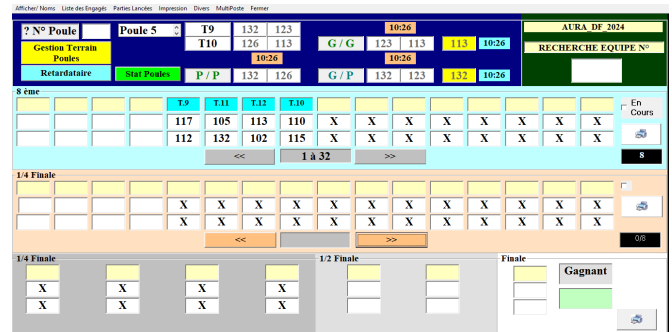 Afficher/ Noms Liste des Engagés Parties Lancées Impression Divers MultiPoste Fermer
? N° Poule Poule 5 T9 132 123 10:26 AURA_DF_2024
Gestion Terrain Poules T10 126 113 G / G 123 113 113 10:26 RECHERCHE EQUIPE N°
10:26 10:26
Retardataire Stat Poules P / P 132 126 G / P 132 123 132 10:26
8 ème
T.9 T.11 T.12 T.10 En Cours
117 105 113 110 X X X X X X X
112 132 102 115 X X X X X X X
<< 1 à 32 >> 8
1/4 Finale
X X X X X X X X X X X
X X X X X X X X X X X
<< >> 0/8
1/4 Finale 1/2 Finale Finale
Gagnant
X X X X
X X X X